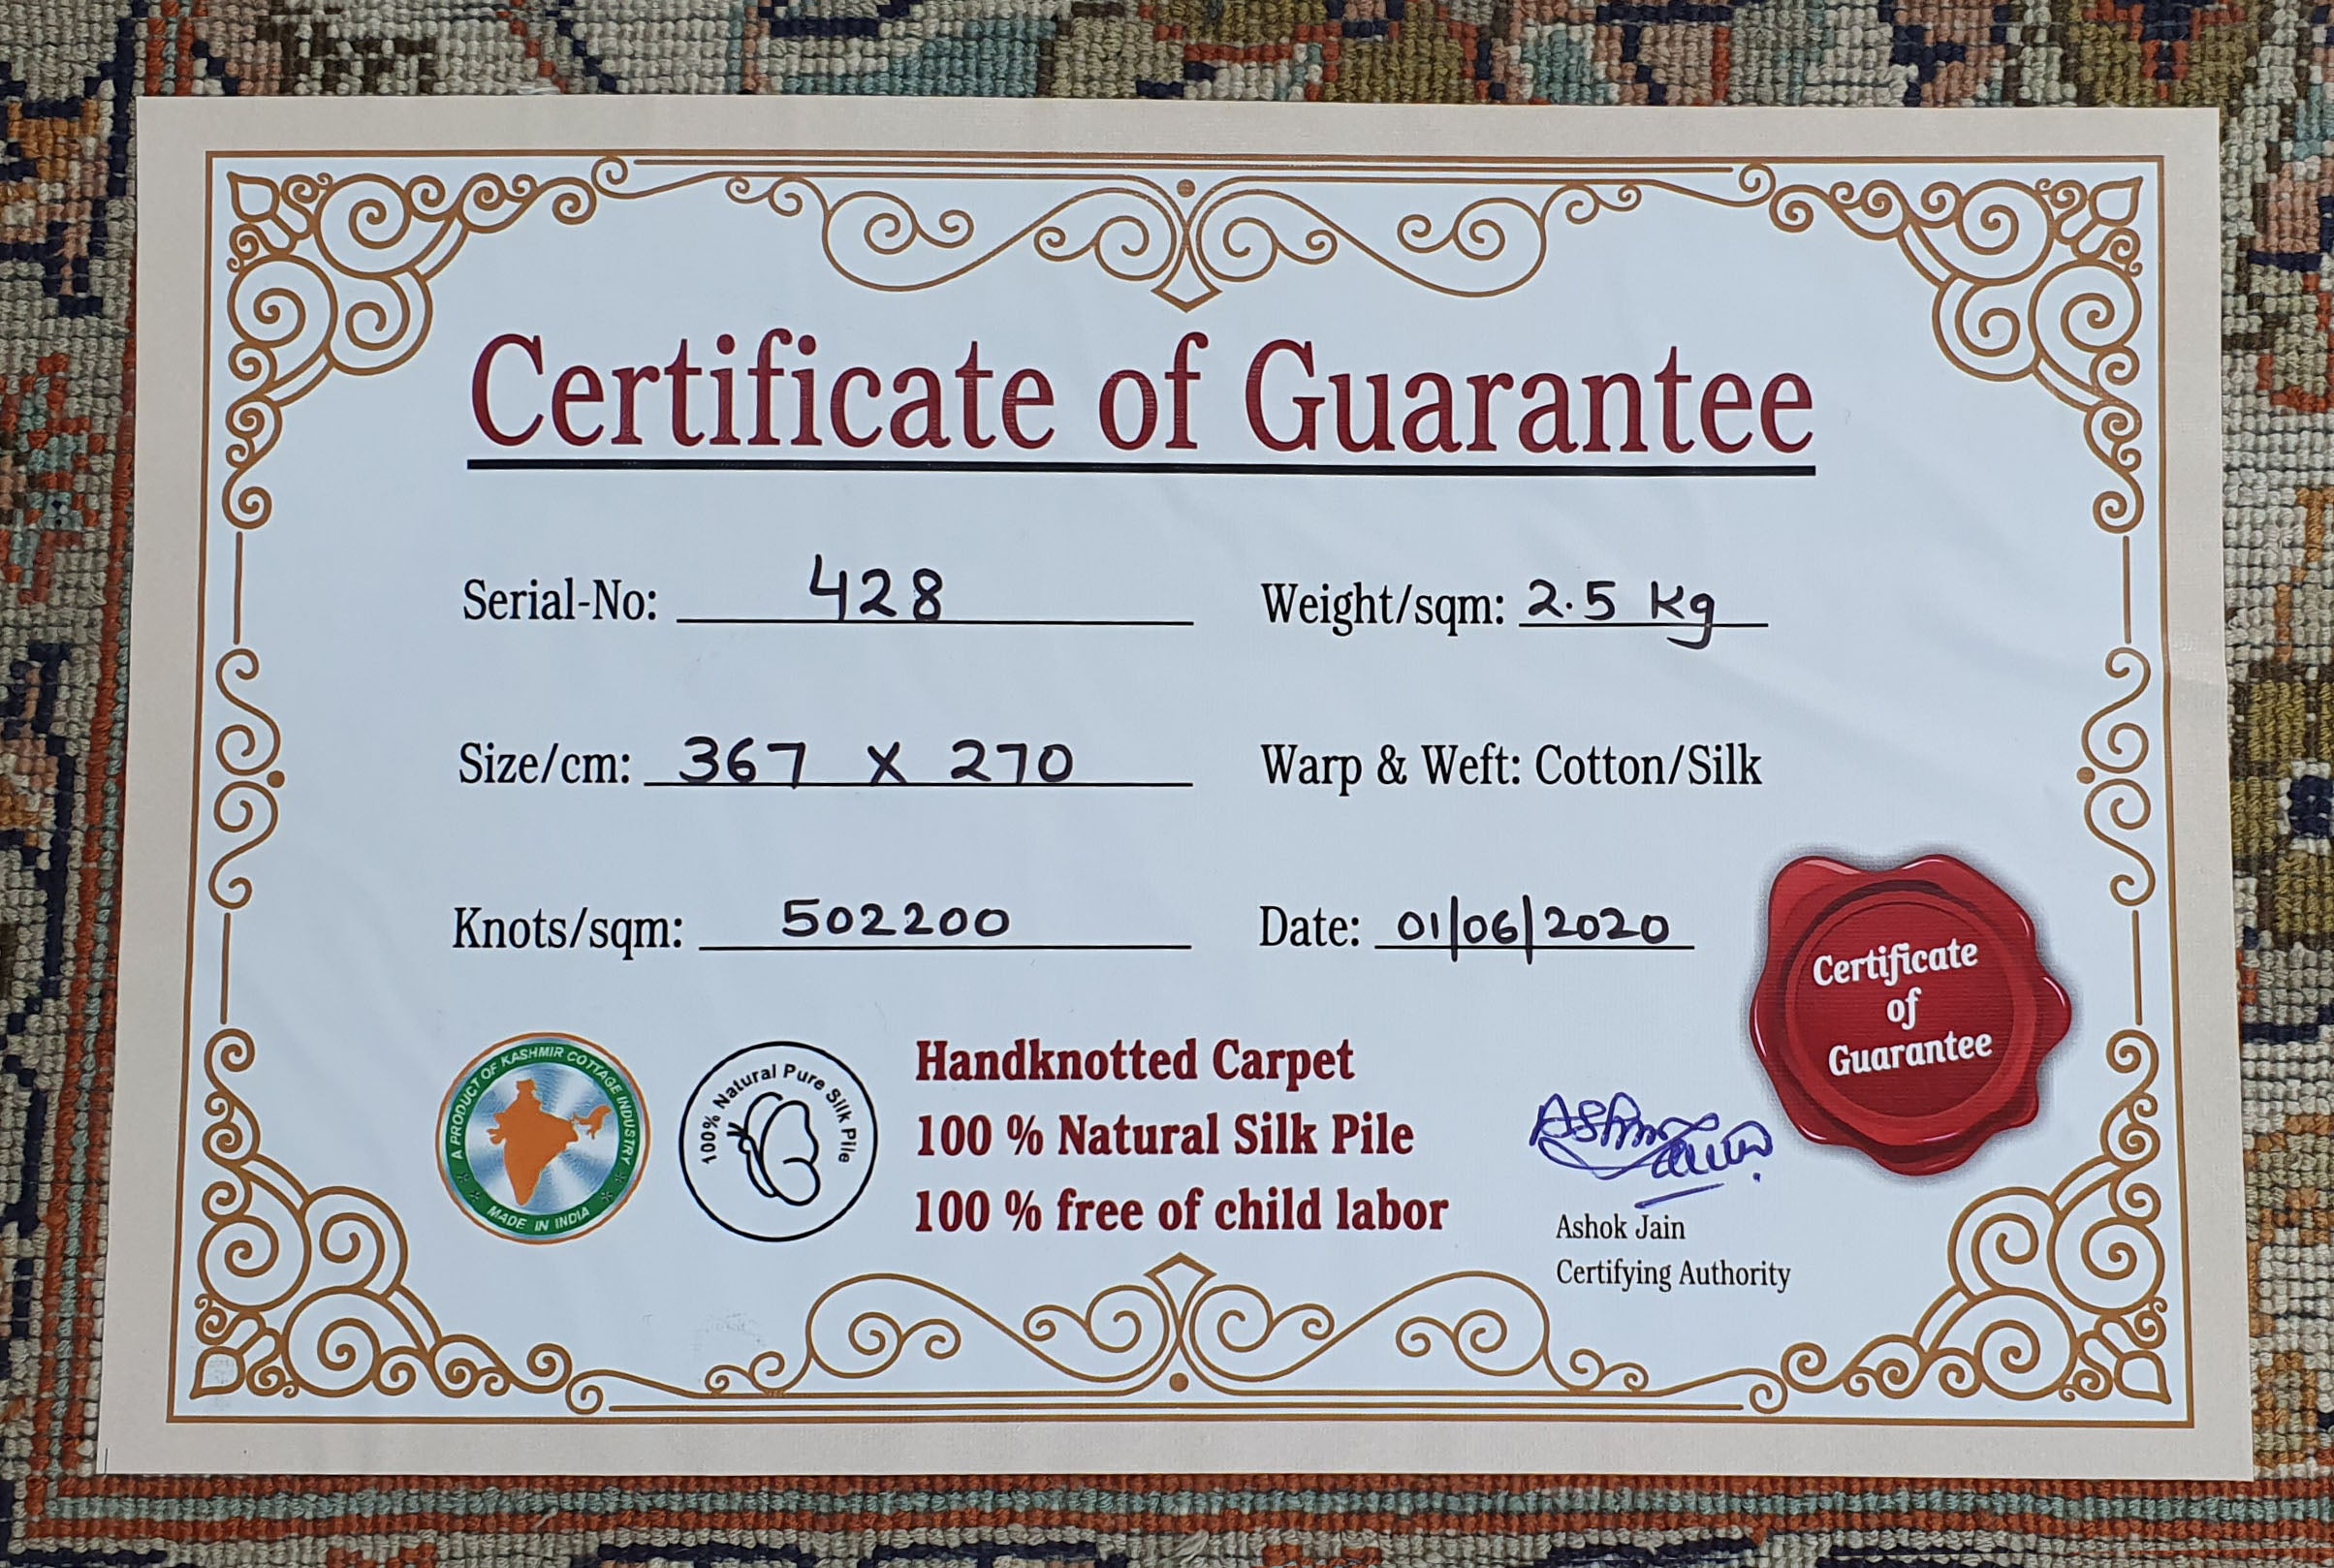 Certificate of Guarantee
Serial-No: 428
Weight/sqm: 2.5 Kg
Size/cm: 367 X 270
Warp & Weft: Cotton/Silk
Knots/sqm: 502200
Date: 01/06/2020
Certificate
of
Guarantee
A PRODUCT OF KASHMIR COTTAGE INDUSTRY
MADE IN INDIA
100% Natural Pure Silk Pile
Handknotted Carpet
100 % Natural Silk Pile
100 % free of child labor
Ashok Jain
Certifying Authority